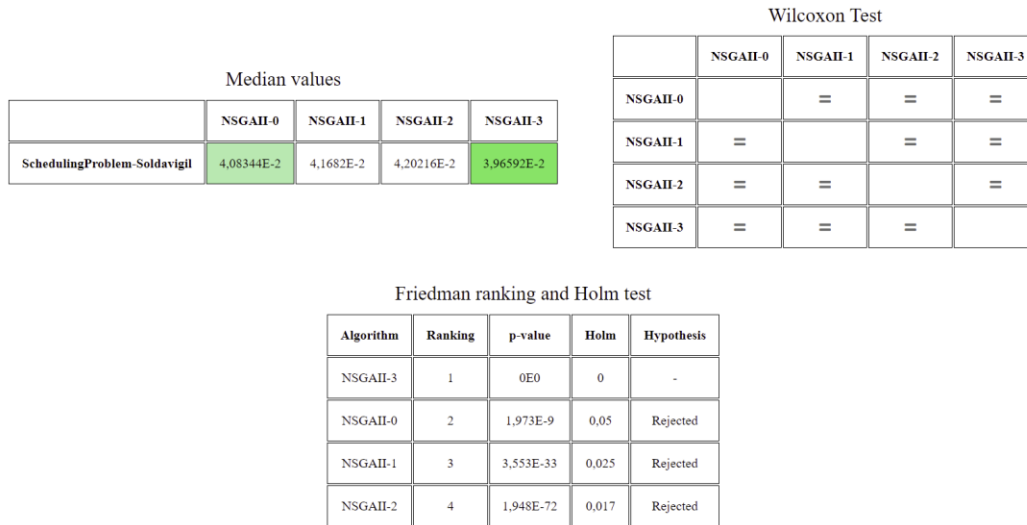 Median values
NSGAII-0 NSGAII-1 NSGAII-2 NSGAII-3
SchedulingProblem-Soldavigil 4,08344E-2 4,1682E-2 4,20216E-2 3,96592E-2
Wilcoxon Test
NSGAII-0 NSGAII-1 NSGAII-2 NSGAII-3
NSGAII-0 = = =
NSGAII-1 = = =
NSGAII-2 = = =
NSGAII-3 = = =
Friedman ranking and Holm test
Algorithm Ranking p-value Holm Hypothesis
NSGAII-3 1 0E0 0 -
NSGAII-0 2 1,973E-9 0,05 Rejected
NSGAII-1 3 3,553E-33 0,025 Rejected
NSGAII-2 4 1,948E-72 0,017 Rejected